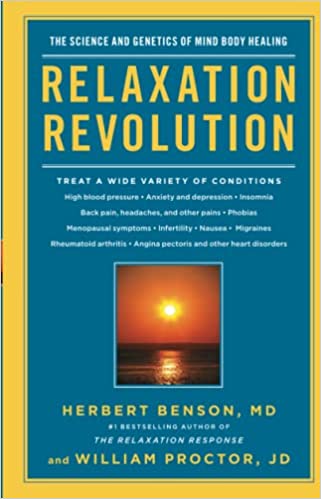 THE SCIENCE AND GENETICS OF MIND BODY HEALING
RELAXATION
REVOLUTION
TREAT A WIDE VARIETY OF CONDITIONS
High blood pressure • Anxiety and depression • Insomnia
Back pain, headaches, and other pains • Phobias
Menopausal symptoms • Infertility • Nausea • Migraines
Rheumatoid arthritis • Angina pectoris and other heart disorders
HERBERT BENSON, MD
#1 BESTSELLING AUTHOR OF
THE RELAXATION RESPONSE
and WILLIAM PROCTOR, JD